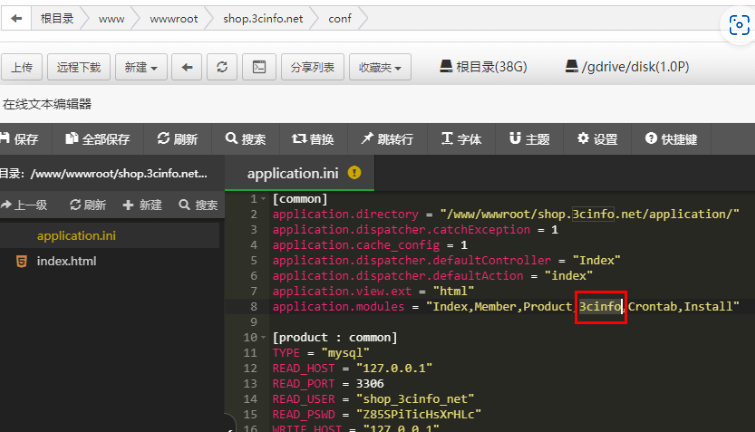 根目录 www wwwroot shop.3cinfo.net conf
上传 远程下载 新建 分享列表 收藏夹 根目录(38G) /gdrive/disk(1.0P)
在线文本编辑器
保存 全部保存 刷新 搜索 替换 跳转行 字体 主题 设置 快捷键
目录: /www/wwwroot/shop.3cinfo.net... application.ini
上一级 刷新 新建 搜索
application.ini
index.html
1 [common]
2 application.directory = "/www/wwwroot/shop.3cinfo.net/application/"
3 application.dispatcher.catchException = 1
4 application.cache_config = 1
5 application.dispatcher.defaultController = "Index"
6 application.dispatcher.defaultAction = "index"
7 application.view.ext = "html"
8 application.modules = "Index,Member,Product,3cinfo,Crontab,Install"
9
10 [product : common]
11 TYPE = "mysql"
12 READ_HOST = "127.0.0.1"
13 READ_PORT = 3306
14 READ_USER = "shop_3cinfo_net"
15 READ_PSWD = "Z85SPiTicHsXrHLc"
16 WRITE_HOST = "127.0.0.1"